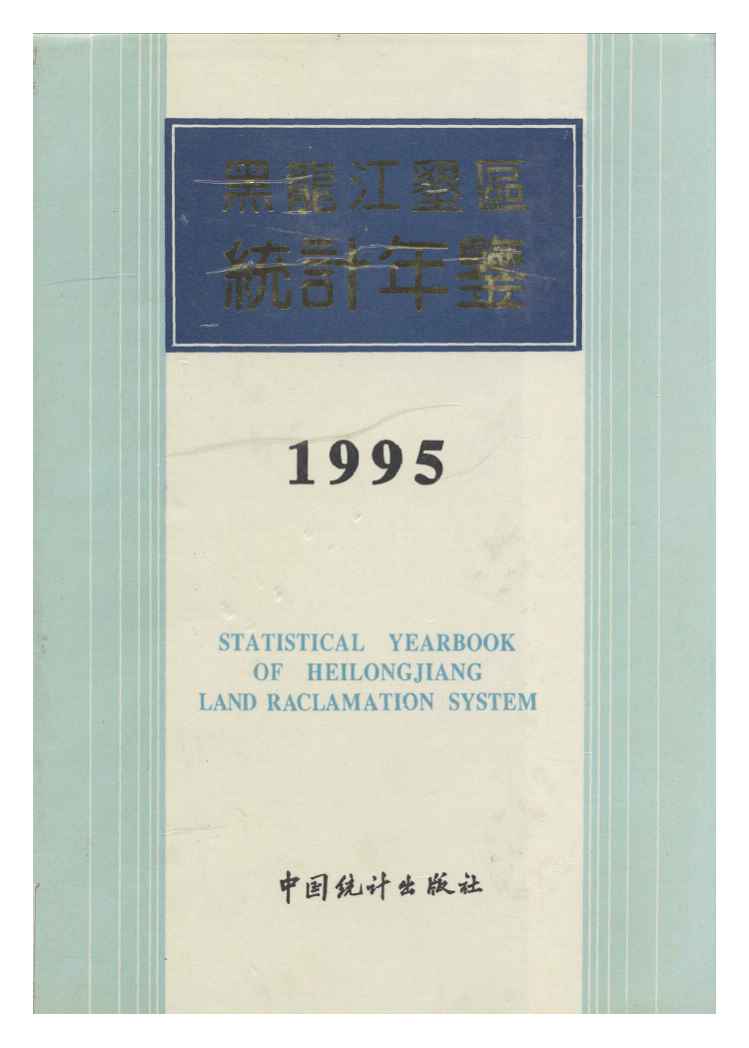 黑龍江墾區
統計年鑒
1995
STATISTICAL YEARBOOK
OF HEILONGJIANG
LAND RACLAMATION SYSTEM
中国统计出版社